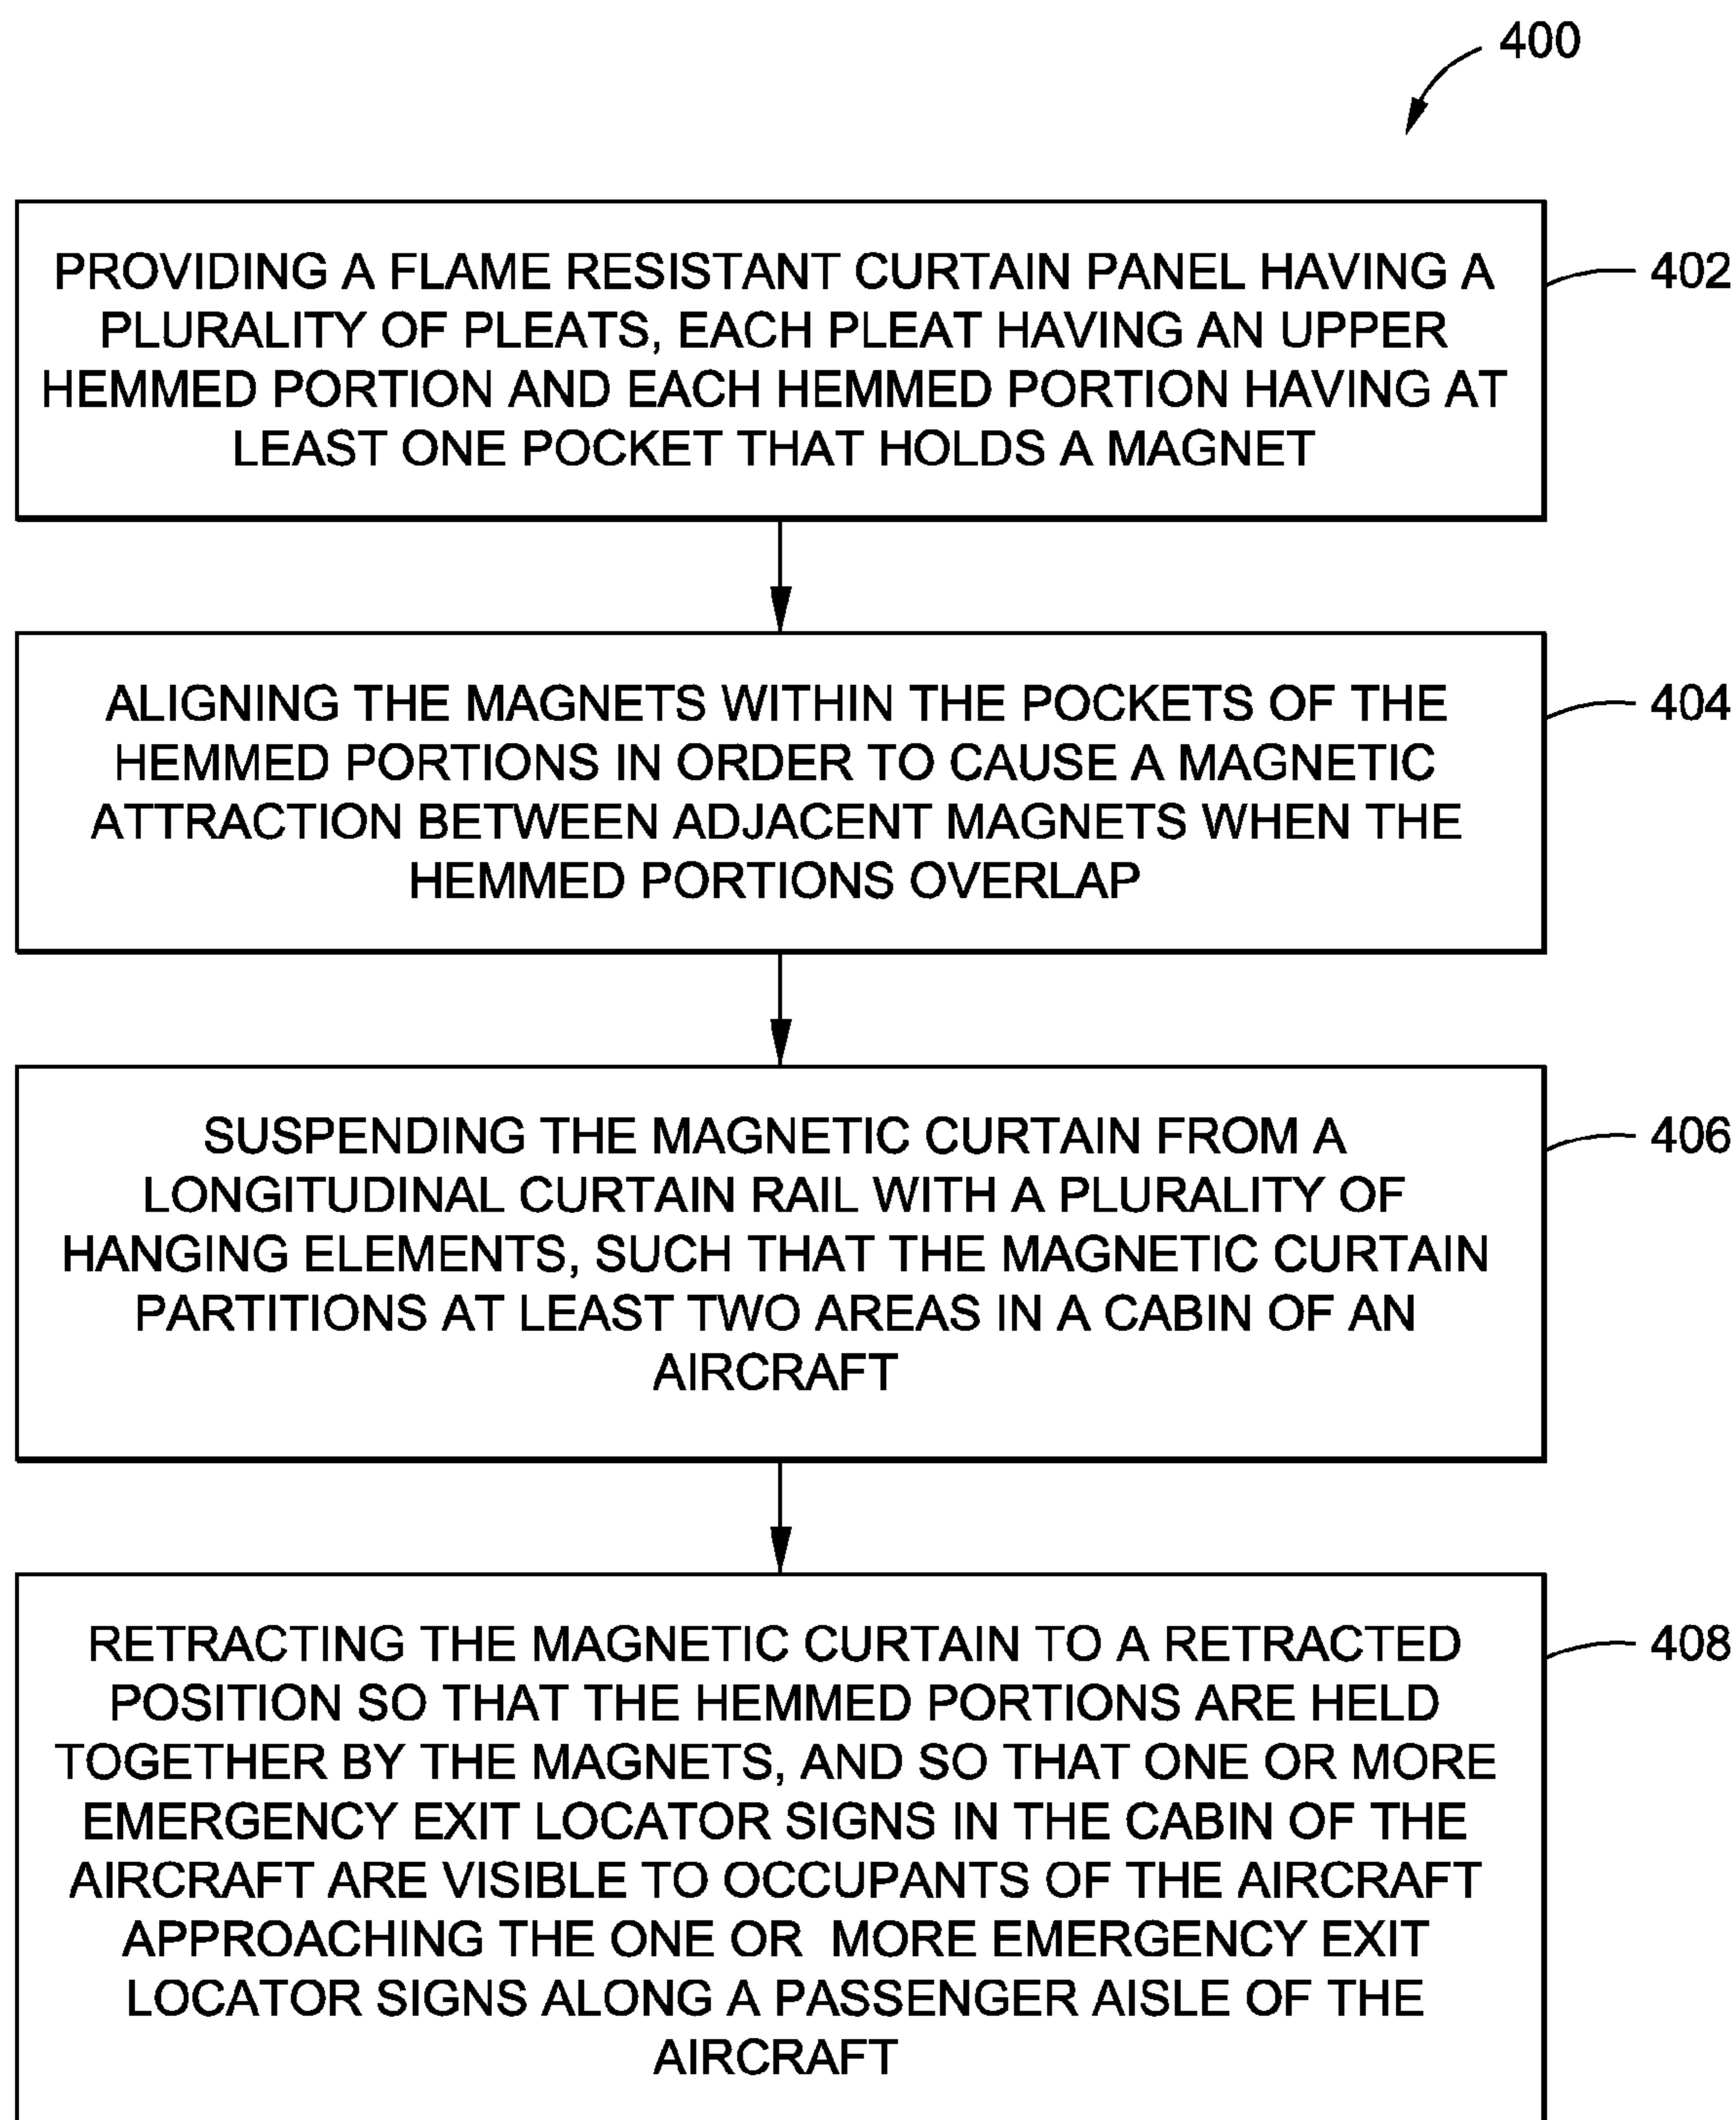 400
PROVIDING A FLAME RESISTANT CURTAIN PANEL HAVING A
PLURALITY OF PLEATS, EACH PLEAT HAVING AN UPPER
HEMMED PORTION AND EACH HEMMED PORTION HAVING AT
LEAST ONE POCKET THAT HOLDS A MAGNET
402
ALIGNING THE MAGNETS WITHIN THE POCKETS OF THE
HEMMED PORTIONS IN ORDER TO CAUSE A MAGNETIC
ATTRACTION BETWEEN ADJACENT MAGNETS WHEN THE
HEMMED PORTIONS OVERLAP
404
SUSPENDING THE MAGNETIC CURTAIN FROM A
LONGITUDINAL CURTAIN RAIL WITH A PLURALITY OF
HANGING ELEMENTS, SUCH THAT THE MAGNETIC CURTAIN
PARTITIONS AT LEAST TWO AREAS IN A CABIN OF AN
AIRCRAFT
406
RETRACTING THE MAGNETIC CURTAIN TO A RETRACTED
POSITION SO THAT THE HEMMED PORTIONS ARE HELD
TOGETHER BY THE MAGNETS, AND SO THAT ONE OR MORE
EMERGENCY EXIT LOCATOR SIGNS IN THE CABIN OF THE
AIRCRAFT ARE VISIBLE TO OCCUPANTS OF THE AIRCRAFT
APPROACHING THE ONE OR MORE EMERGENCY EXIT
LOCATOR SIGNS ALONG A PASSENGER AISLE OF THE
AIRCRAFT
408